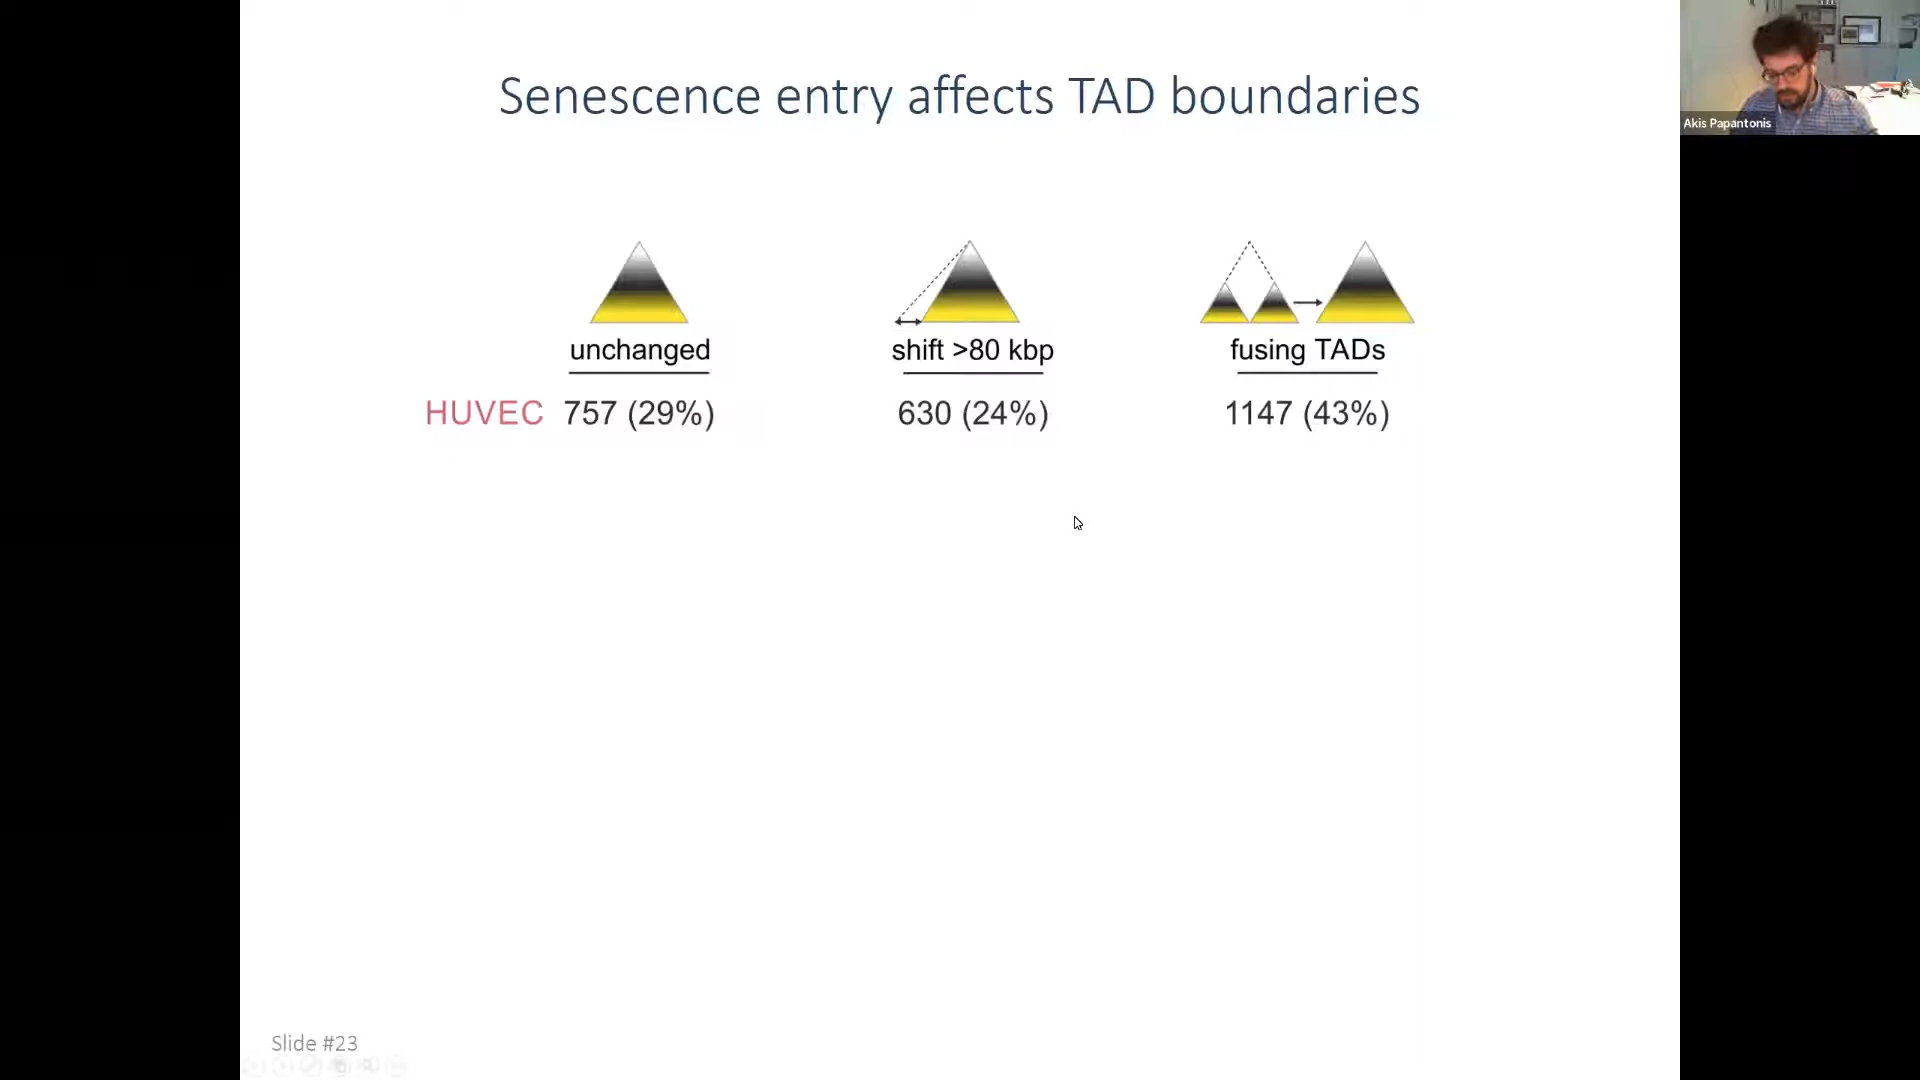 Senescence entry affects TAD boundaries
Akis Papantonis
unchanged
shift >80 kbp
fusing TADs
HUVEC 757 (29%) 630 (24%) 1147 (43%)
Slide #23